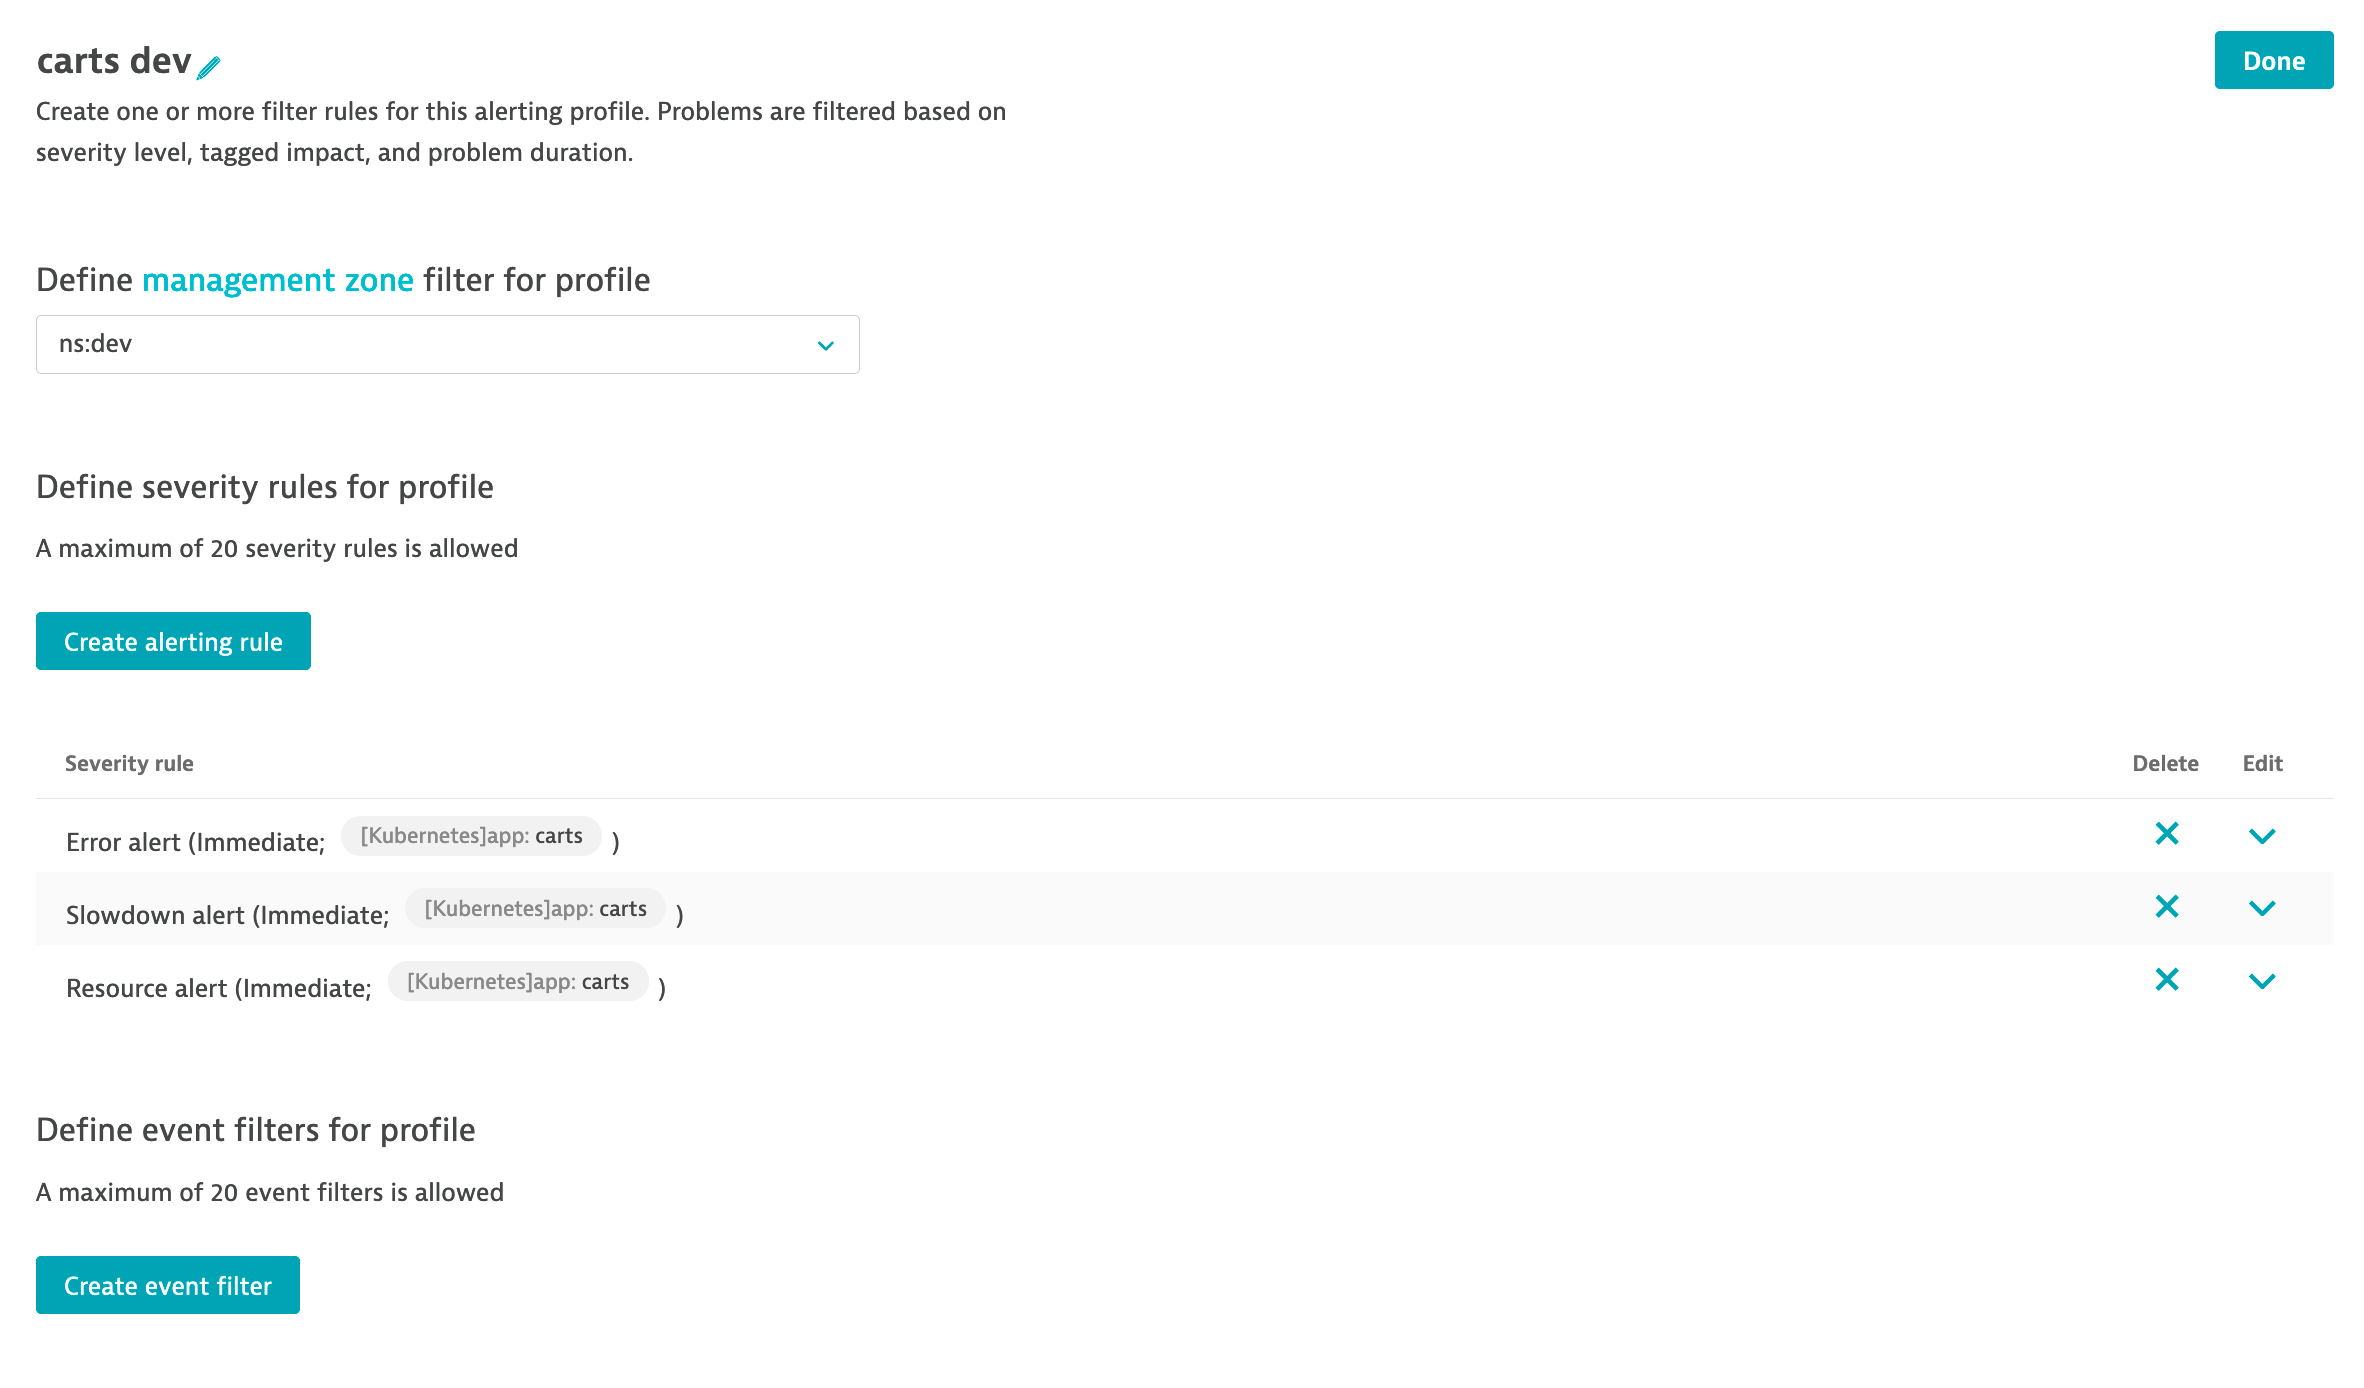 carts dev
Done
Create one or more filter rules for this alerting profile. Problems are filtered based on
severity level, tagged impact, and problem duration.
Define management zone filter for profile
ns:dev
Define severity rules for profile
A maximum of 20 severity rules is allowed
Create alerting rule
Severity rule Delete Edit
Error alert (Immediate; [Kubernetes]app: carts )
Slowdown alert (Immediate; [Kubernetes]app: carts )
Resource alert (Immediate; [Kubernetes]app: carts )
Define event filters for profile
A maximum of 20 event filters is allowed
Create event filter